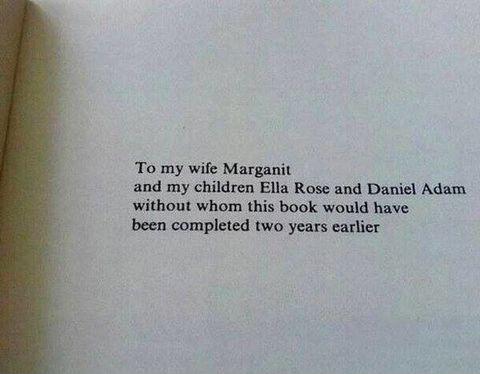 To my wife Marganit
and my children Ella Rose and Daniel Adam
without whom this book would have
been completed two years earlier